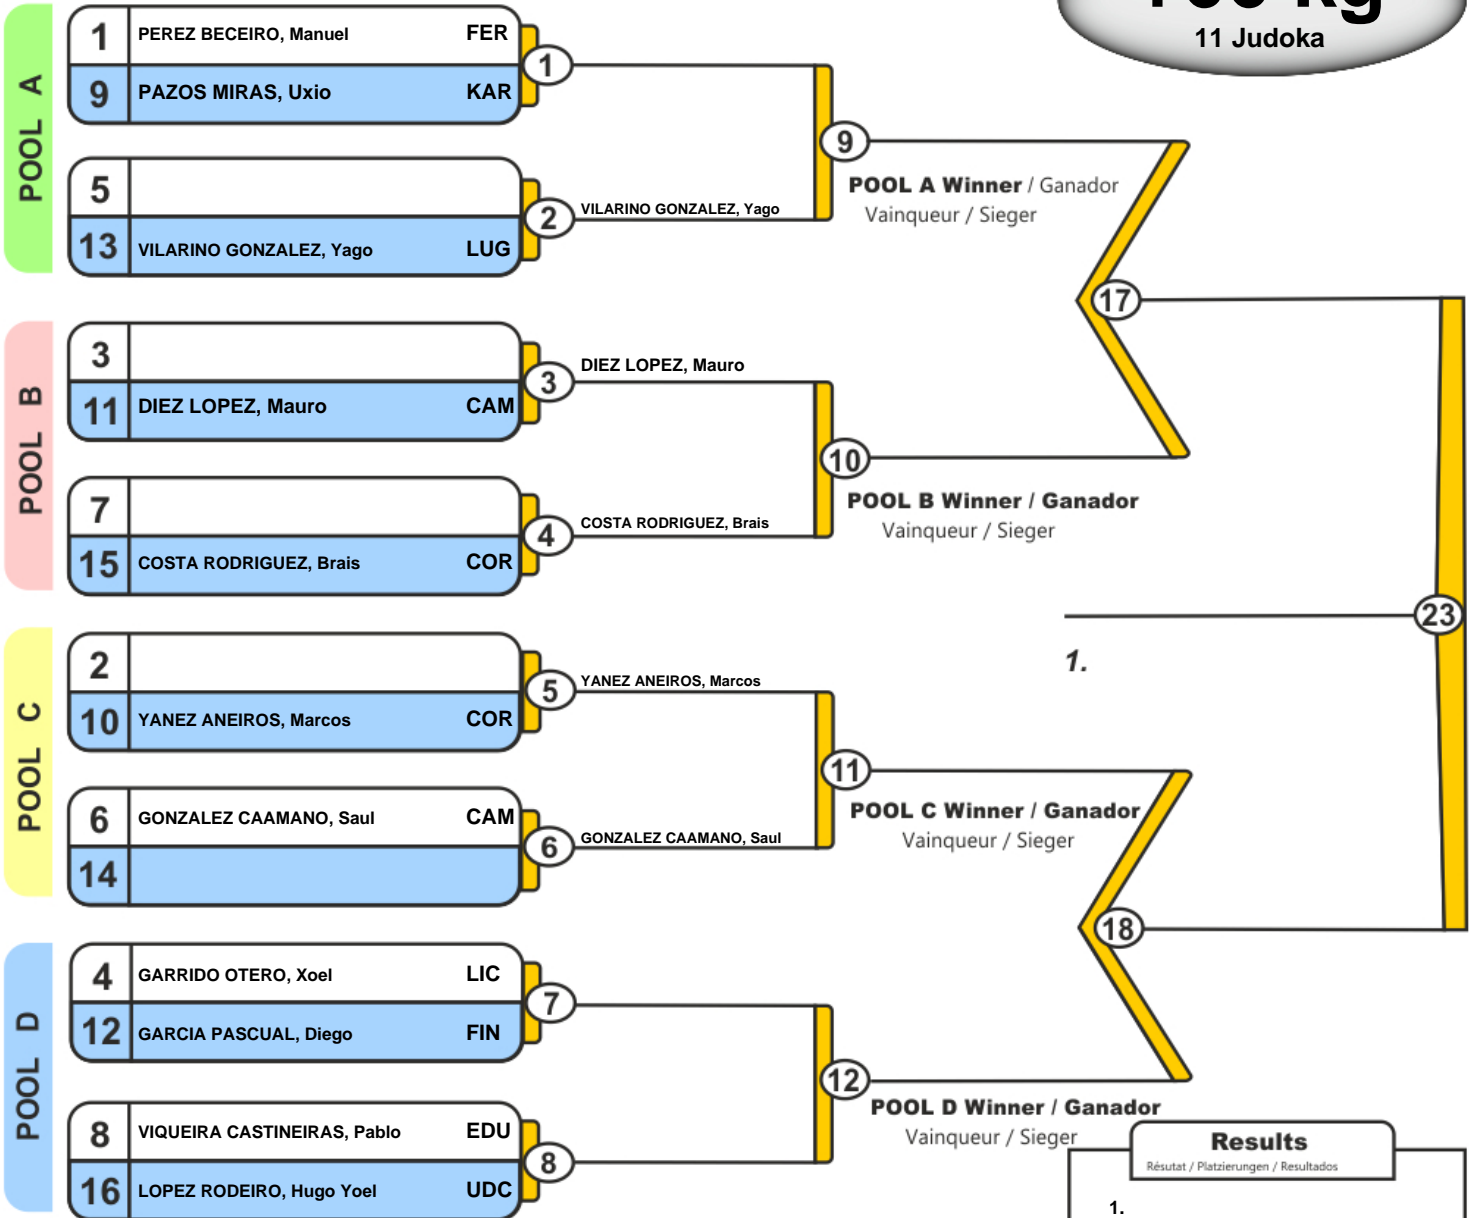 11 Judoka
POOL A
1 PEREZ BECEIRO, Manuel FER
9 PAZOS MIRAS, Uxio KAR
1
5
13 VILARINO GONZALEZ, Yago LUG
2
VILARINO GONZALEZ, Yago
9
POOL A Winner / Ganador
Vainqueur / Sieger
17
POOL B
3
11 DIEZ LOPEZ, Mauro CAM
3
DIEZ LOPEZ, Mauro
7
15 COSTA RODRIGUEZ, Brais COR
4
COSTA RODRIGUEZ, Brais
10
POOL B Winner / Ganador
Vainqueur / Sieger
23
1.
POOL C
2
10 YANEZ ANEIROS, Marcos COR
5
YANEZ ANEIROS, Marcos
6 GONZALEZ CAAMANO, Saul CAM
14
6
GONZALEZ CAAMANO, Saul
11
POOL C Winner / Ganador
Vainqueur / Sieger
18
POOL D
4 GARRIDO OTERO, Xoel LIC
12 GARCIA PASCUAL, Diego FIN
7
8 VIQUEIRA CASTINEIRAS, Pablo EDU
16 LOPEZ RODEIRO, Hugo Yoel UDC
8
12
POOL D Winner / Ganador
Vainqueur / Sieger
Results
Résutat / Platzierungen / Resultados
1.